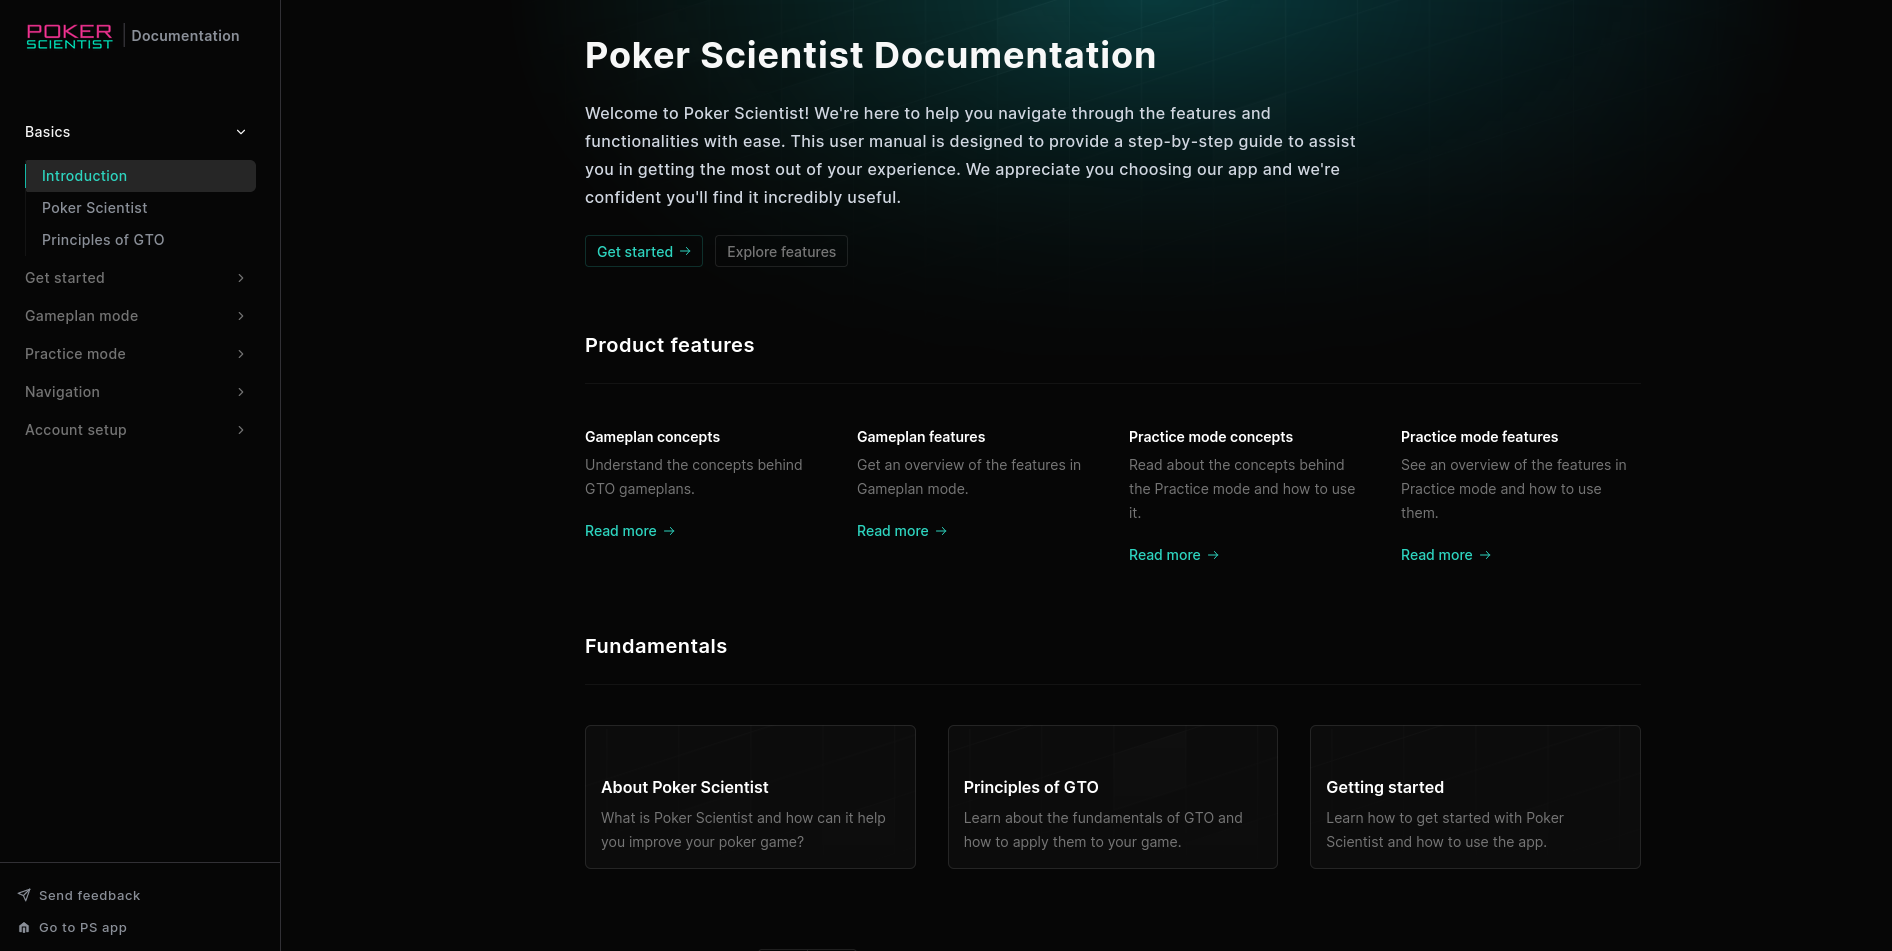 POKER
SCIENTIST
Documentation
Basics
Introduction
Poker Scientist
Principles of GTO
Get started
Gameplan mode
Practice mode
Navigation
Account setup
Send feedback
Go to PS app
Poker Scientist Documentation
Welcome to Poker Scientist! We're here to help you navigate through the features and
functionalities with ease. This user manual is designed to provide a step-by-step guide to assist
you in getting the most out of your experience. We appreciate you choosing our app and we're
confident you'll find it incredibly useful.
Get started →
Explore features
Product features
Gameplan concepts
Understand the concepts behind
GTO gameplans.
Read more →
Gameplan features
Get an overview of the features in
Gameplan mode.
Read more →
Practice mode concepts
Read about the concepts behind
the Practice mode and how to use
it.
Read more →
Practice mode features
See an overview of the features in
Practice mode and how to use
them.
Read more →
Fundamentals
About Poker Scientist
What is Poker Scientist and how can it help
you improve your poker game?
Principles of GTO
Learn about the fundamentals of GTO and
how to apply them to your game.
Getting started
Learn how to get started with Poker
Scientist and how to use the app.